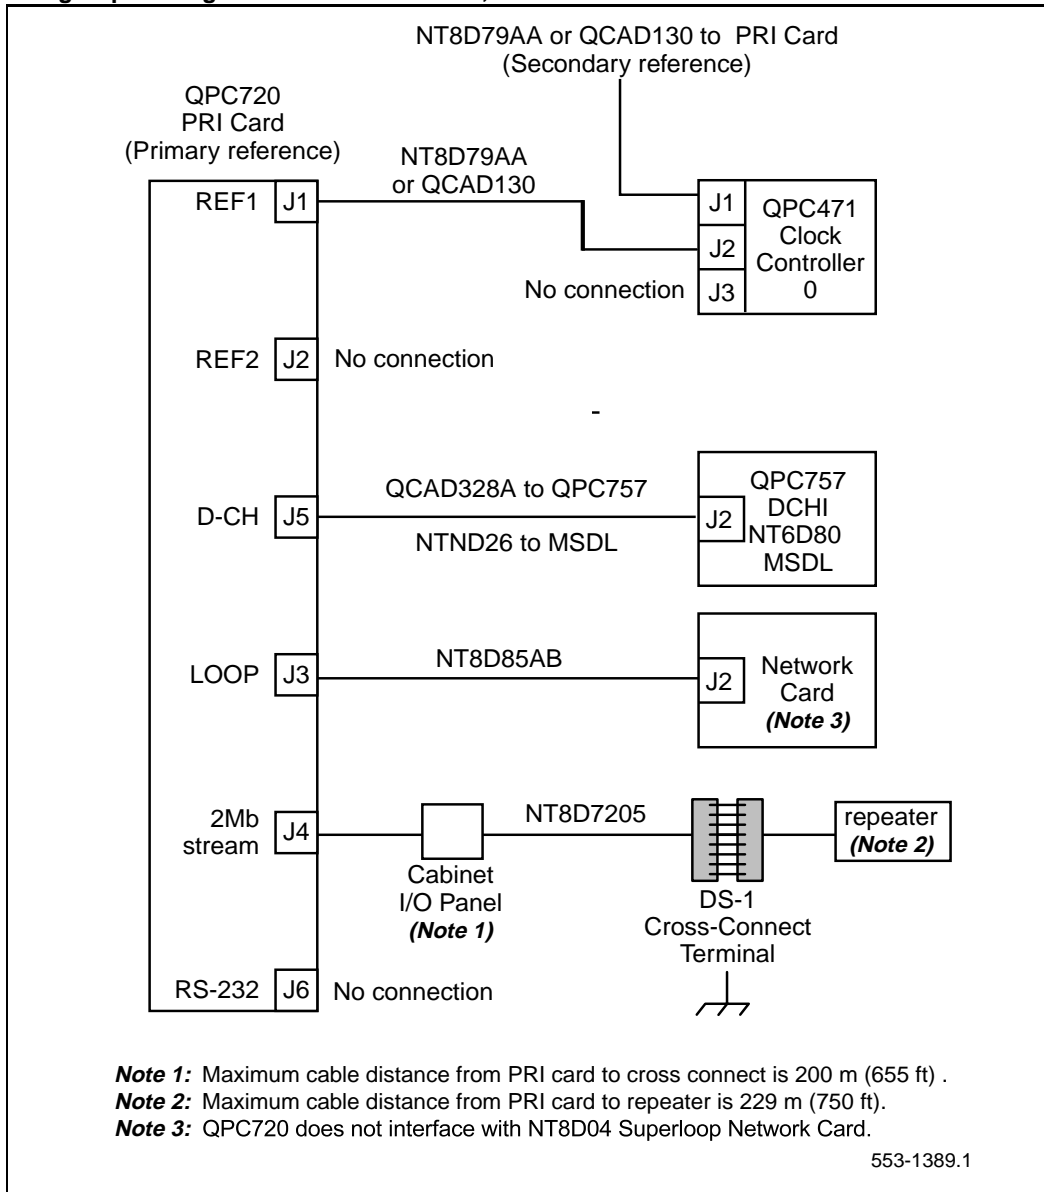 NT8D79AA or QCAD130 to PRI Card
(Secondary reference)
QPC720
PRI Card
(Primary reference)
NT8D79AA
or QCAD130
REF1 J1
J1
J2
J3
QPC471
Clock
Controller
0
No connection
REF2 J2 No connection
-
D-CH J5
QCAD328A to QPC757
NTND26 to MSDL
J2
QPC757
DCHI
NT6D80
MSDL
LOOP J3
NT8D85AB
J2
Network
Card
(Note 3)
2Mb
stream
J4
Cabinet
I/O Panel
(Note 1)
NT8D7205
DS-1
Cross-Connect
Terminal
repeater
(Note 2)
RS-232 J6 No connection
Note 1: Maximum cable distance from PRI card to cross connect is 200 m (655 ft) .
Note 2: Maximum cable distance from PRI card to repeater is 229 m (750 ft).
Note 3: QPC720 does not interface with NT8D04 Superloop Network Card.
553-1389.1